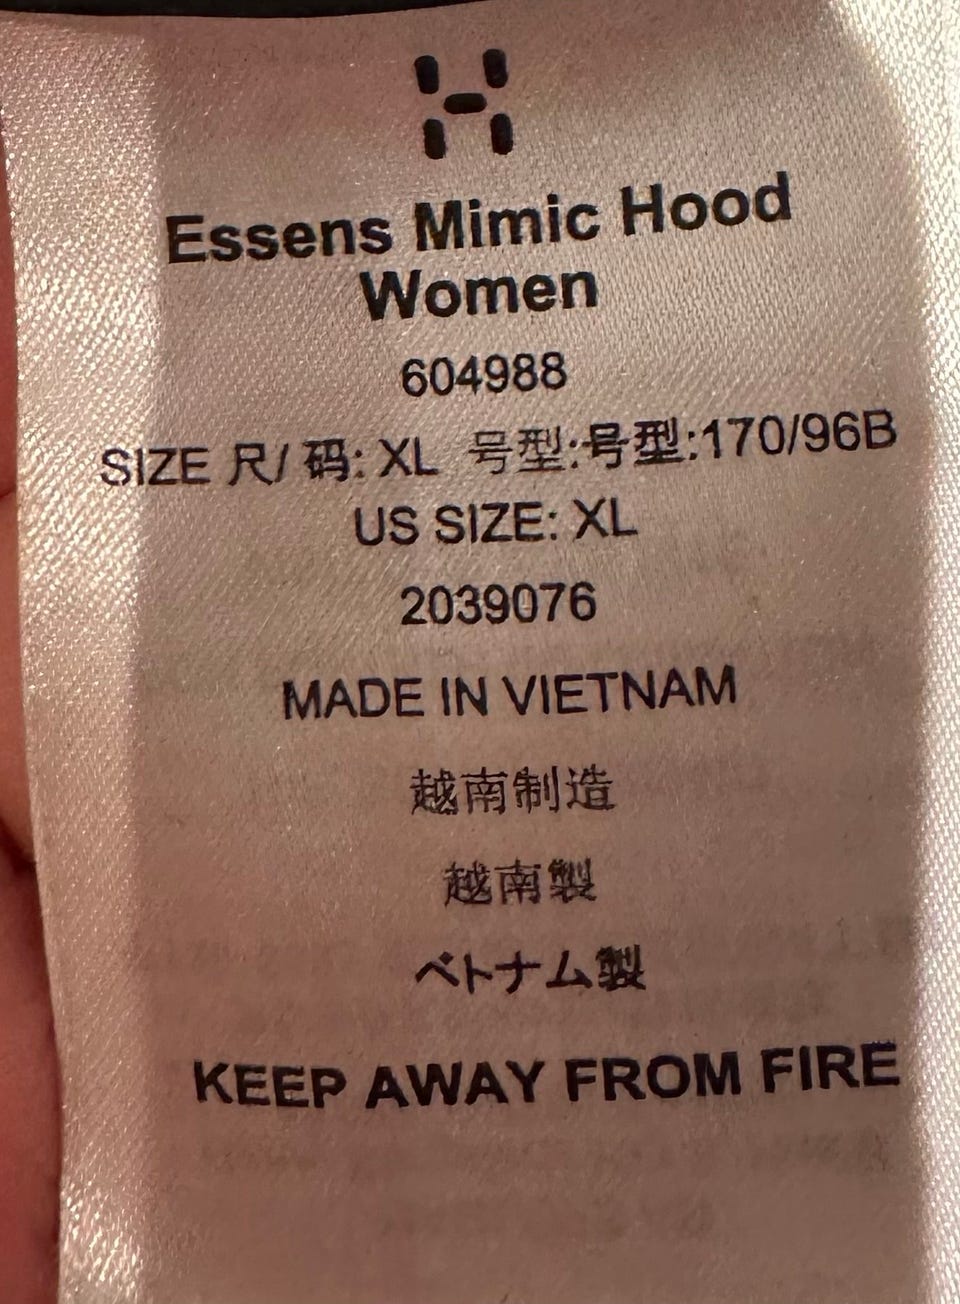 Essens Mimic Hood
Women
604988
SIZE 尺/ 码: XL 号型:号型:170/96B
US SIZE: XL
2039076
MADE IN VIETNAM
越南制造
越南製
ベトナム製
KEEP AWAY FROM FIRE